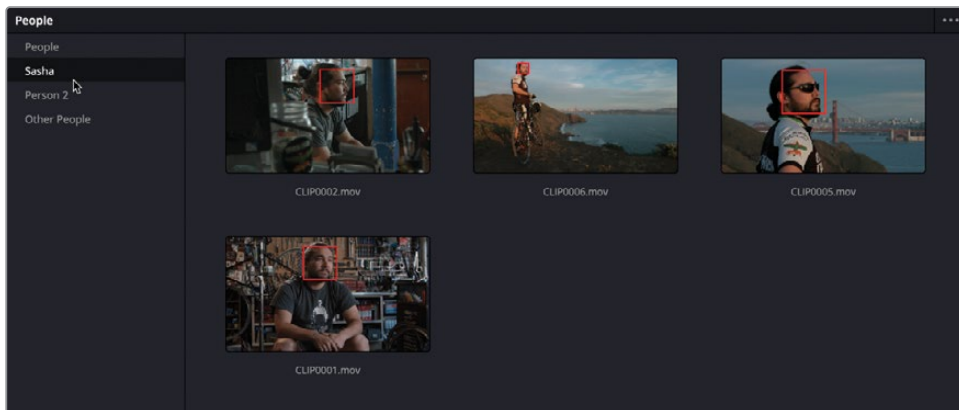 People
People
Sasha
Person 2
Other People
CLIP0002.mov
CLIP0006.mov
CLIP0005.mov
CLIP0001.mov